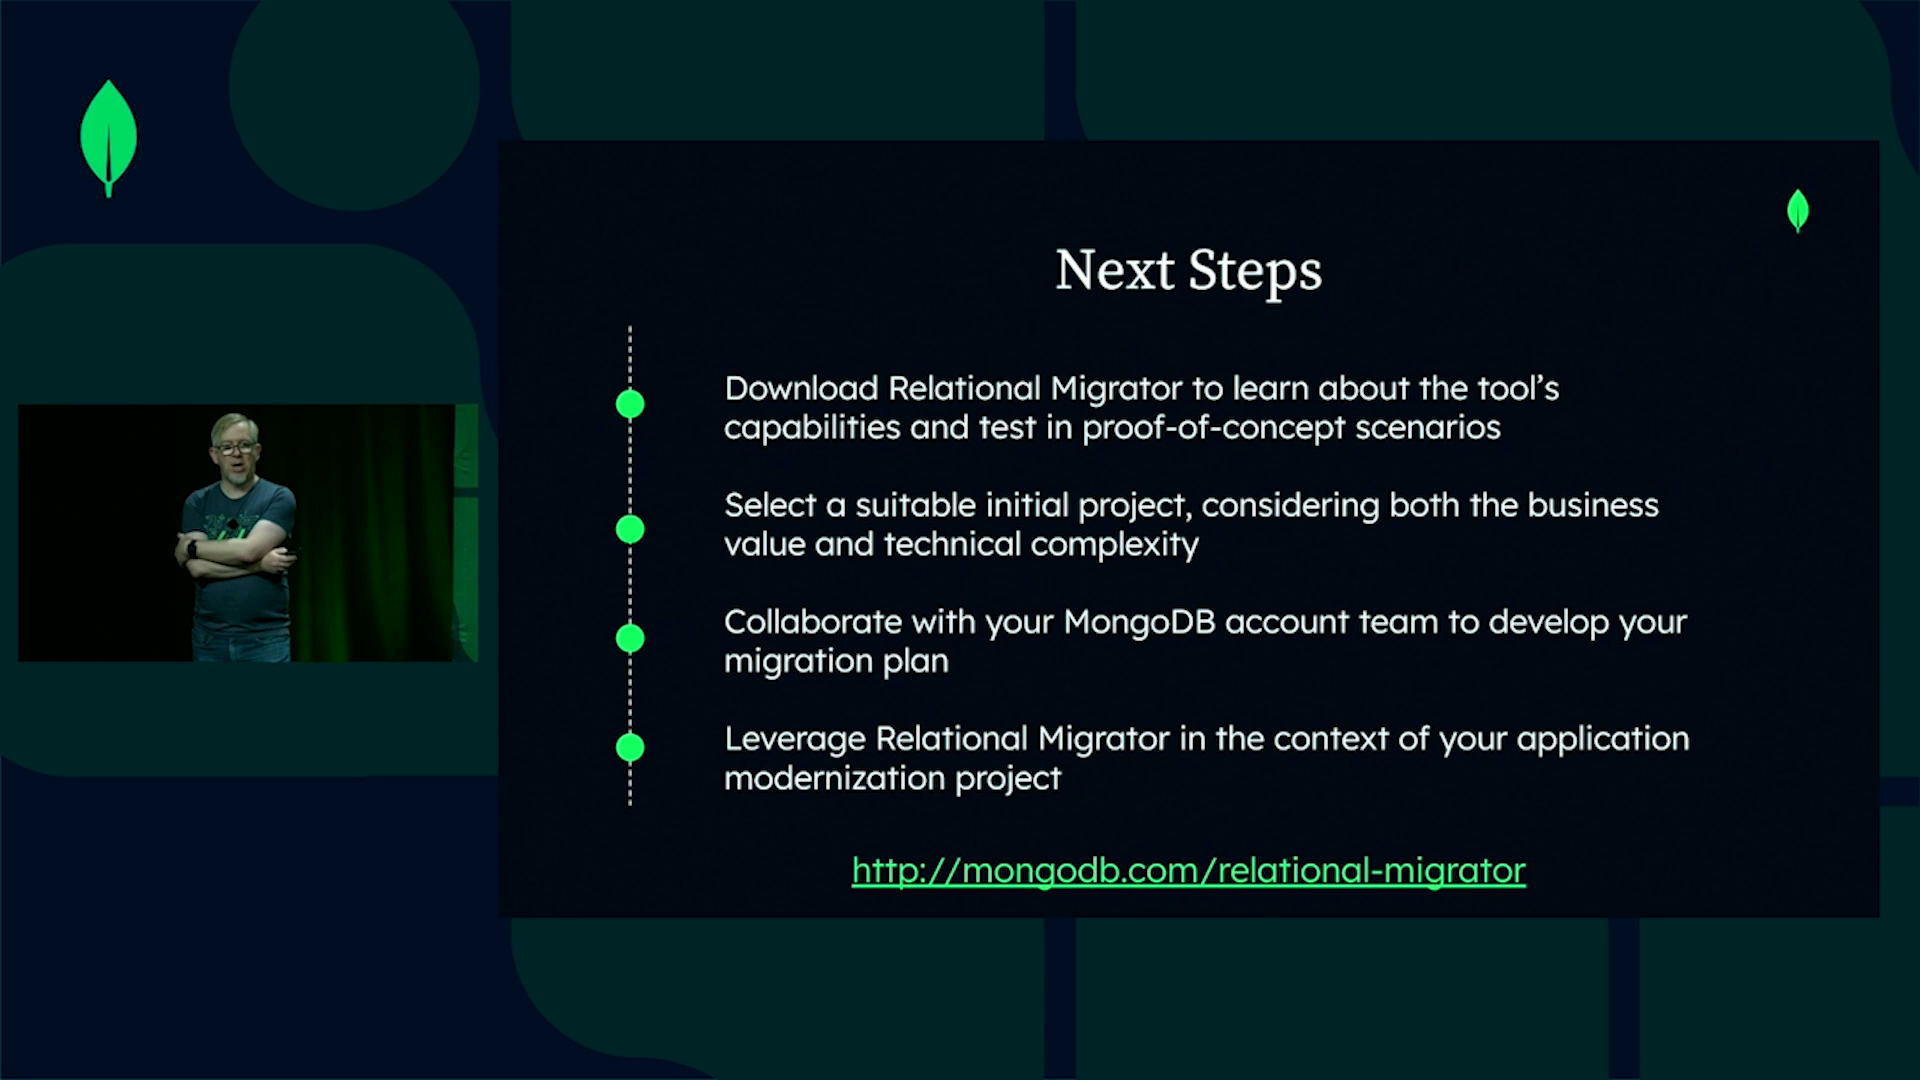 Next Steps
Download Relational Migrator to learn about the tool’s
capabilities and test in proof-of-concept scenarios
Select a suitable initial project, considering both the business
value and technical complexity
Collaborate with your MongoDB account team to develop your
migration plan
Leverage Relational Migrator in the context of your application
modernization project
http://mongodb.com/relational-migrator